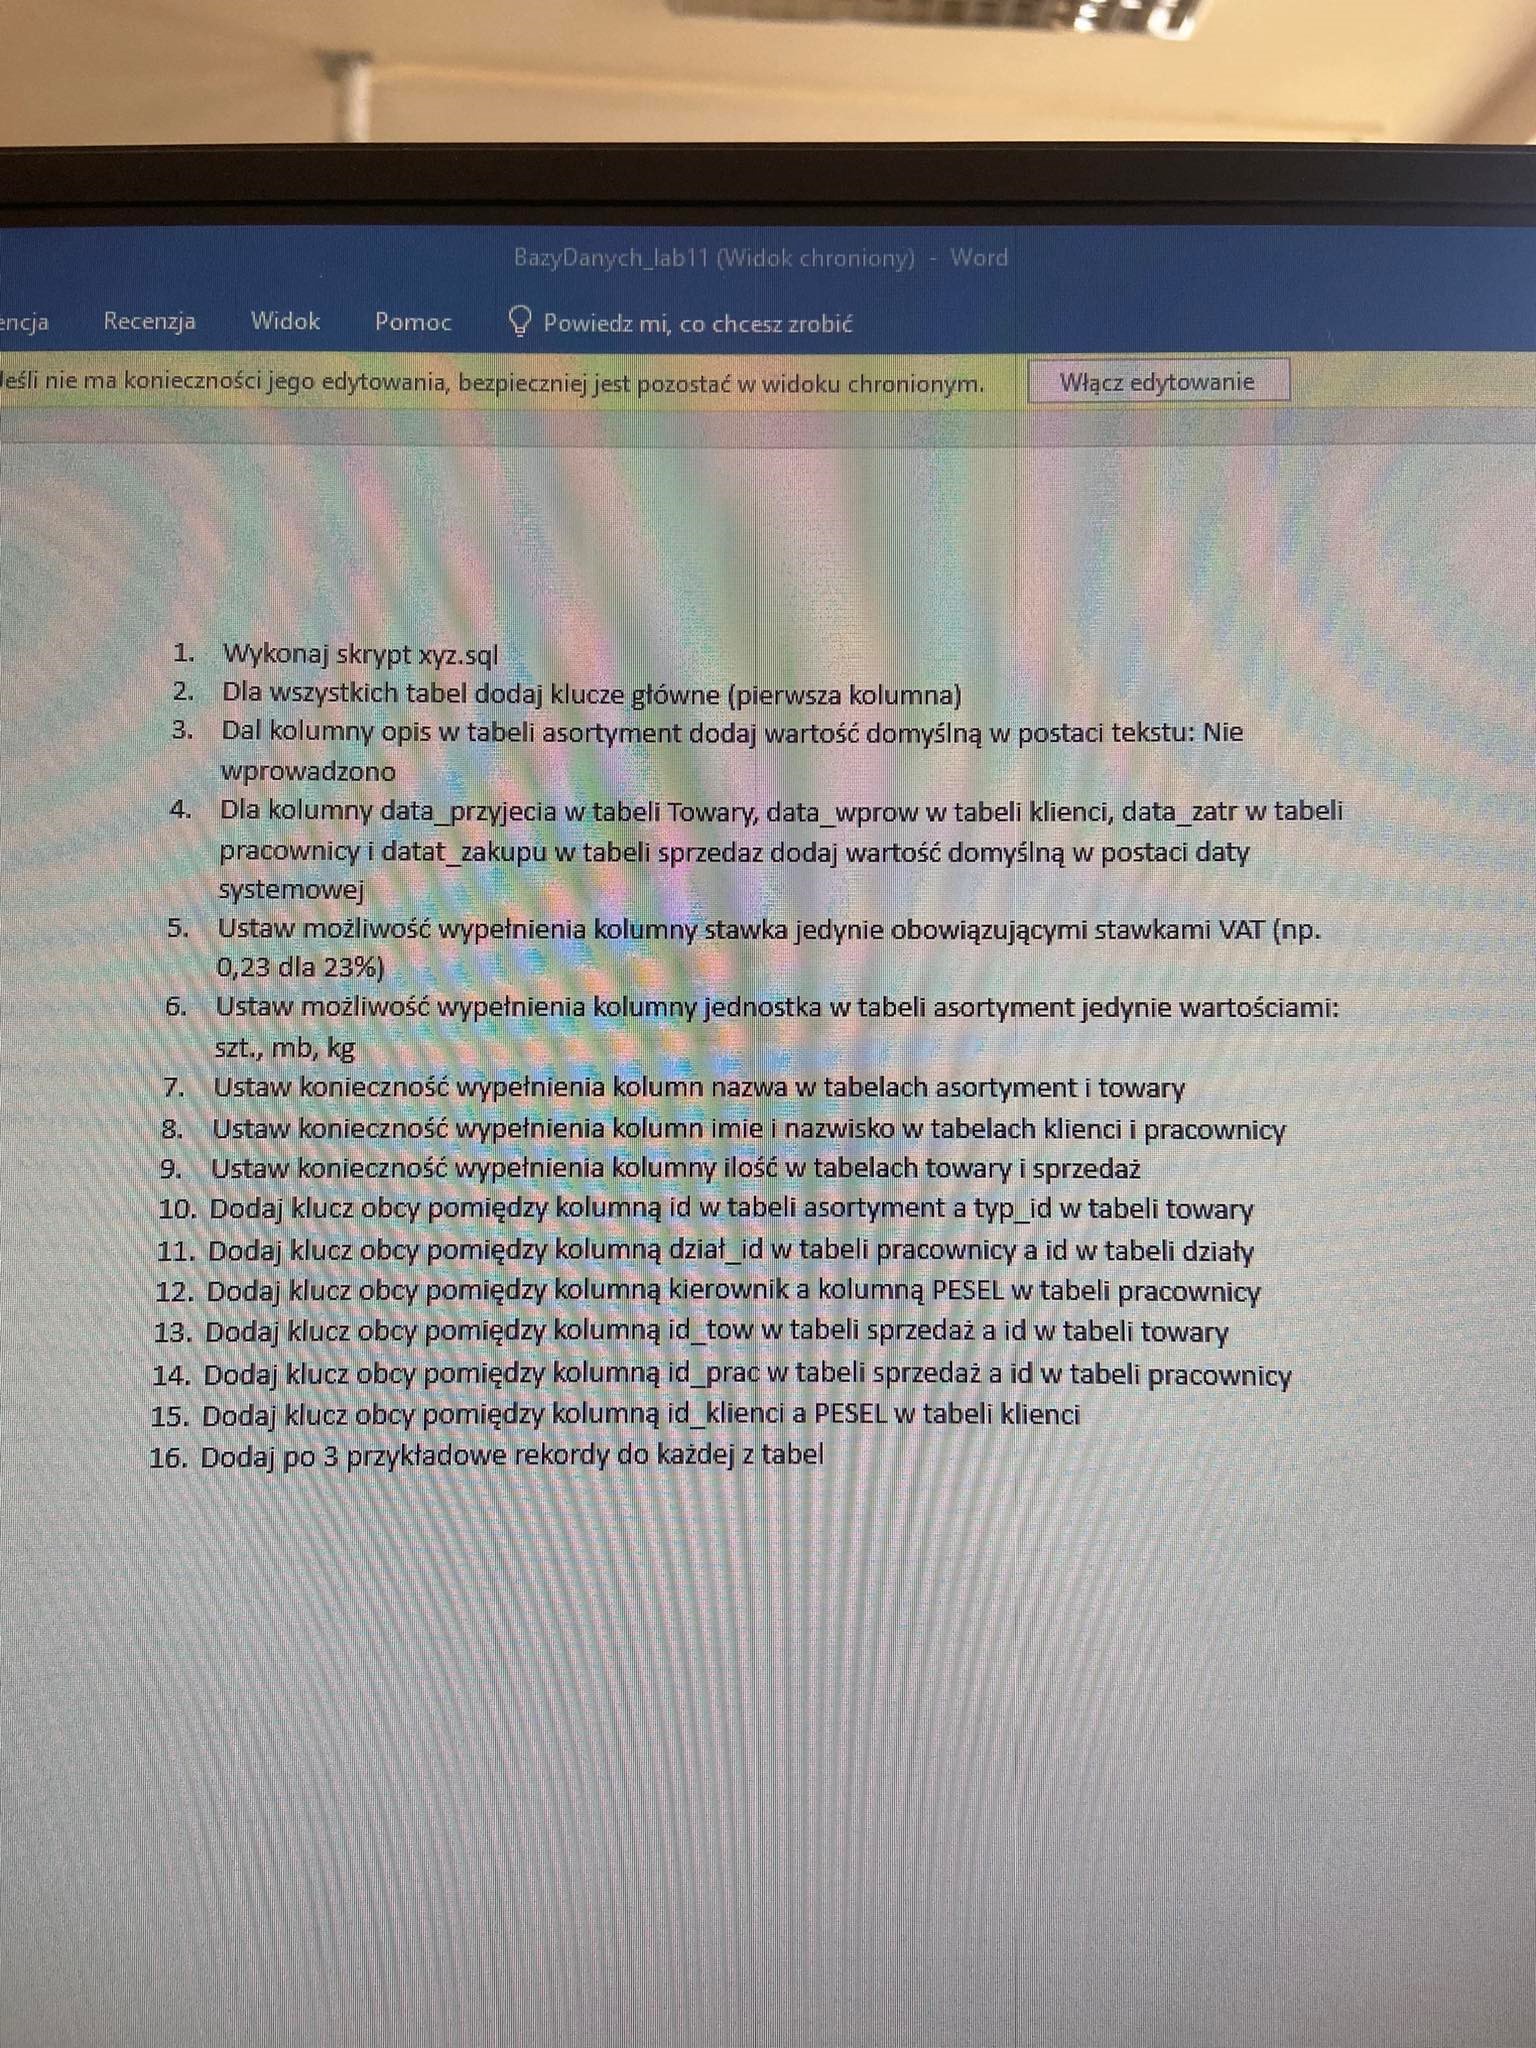 BazyDanych_lab11 (Widok chroniony) - Word
encja Recenzja Widok Pomoc Powiedz mi, co chcesz zrobić
Jeśli nie ma konieczności jego edytowania, bezpieczniej jest pozostać w widoku chronionym. Włącz edytowanie
1. Wykonaj skrypt xyz.sql
2. Dla wszystkich tabel dodaj klucze główne (pierwsza kolumna)
3. Dal kolumny opis w tabeli asortyment dodaj wartość domyślną w postaci tekstu: Nie
wprowadzono
4. Dla kolumny data_przyjecia w tabeli Towary, data_wprow w tabeli klienci, data_zatr w tabeli
pracownicy i datat_zakupu w tabeli sprzedaz dodaj wartość domyślną w postaci daty
systemowej
5. Ustaw możliwość wypełnienia kolumny stawka jedynie obowiązującymi stawkami VAT (np.
0,23 dla 23%)
6. Ustaw możliwość wypełnienia kolumny jednostka w tabeli asortyment jedynie wartościami:
szt., mb, kg
7. Ustaw konieczność wypełnienia kolumn nazwa w tabelach asortyment i towary
8. Ustaw konieczność wypełnienia kolumn imie i nazwisko w tabelach klienci i pracownicy
9. Ustaw konieczność wypełnienia kolumny ilość w tabelach towary i sprzedaż
10. Dodaj klucz obcy pomiędzy kolumną id w tabeli asortyment a typ_id w tabeli towary
11. Dodaj klucz obcy pomiędzy kolumną dział_id w tabeli pracownicy a id w tabeli działy
12. Dodaj klucz obcy pomiędzy kolumną kierownik a kolumną PESEL w tabeli pracownicy
13. Dodaj klucz obcy pomiędzy kolumną id_tow w tabeli sprzedaż a id w tabeli towary
14. Dodaj klucz obcy pomiędzy kolumną id_prac w tabeli sprzedaż a id w tabeli pracownicy
15. Dodaj klucz obcy pomiędzy kolumną id_klienci a PESEL w tabeli klienci
16. Dodaj po 3 przykładowe rekordy do każdej z tabel